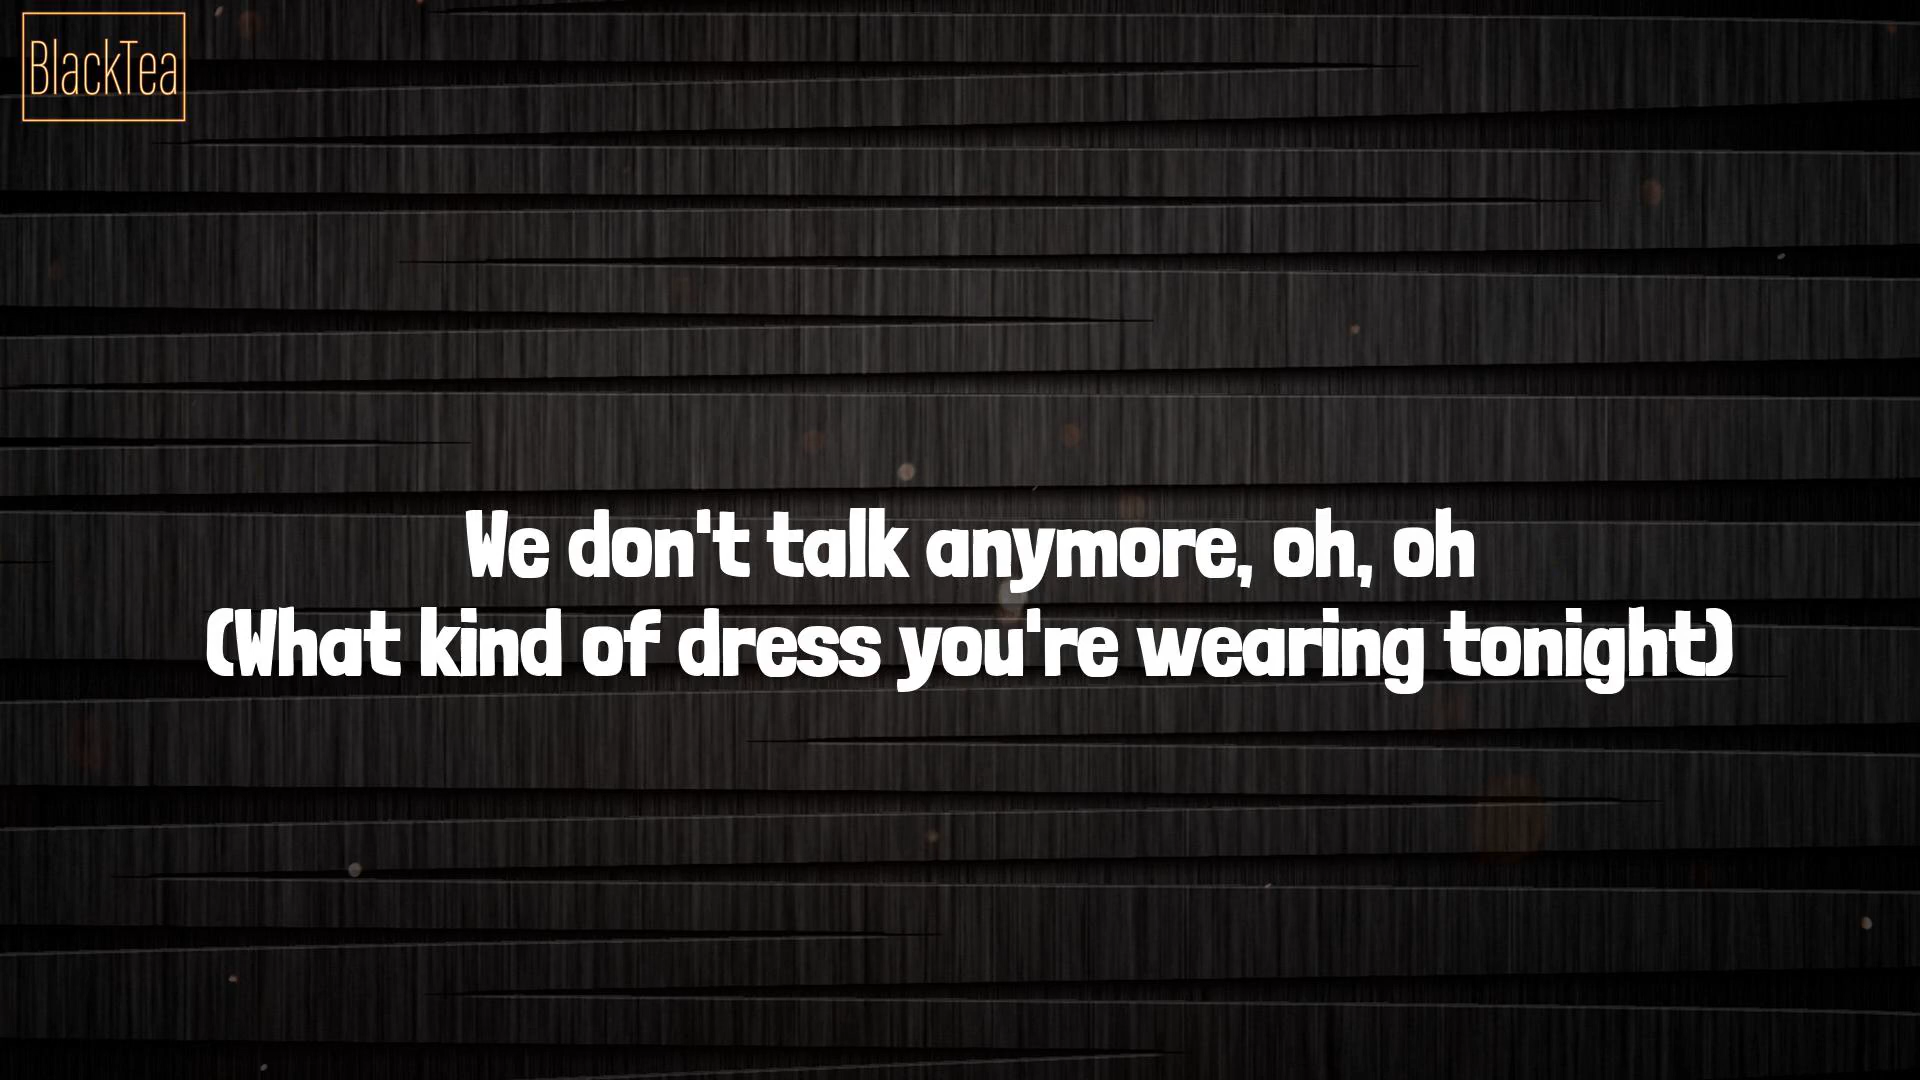 BlackTea
We don't talk anymore, oh, oh
(What kind of dress you're wearing tonight)